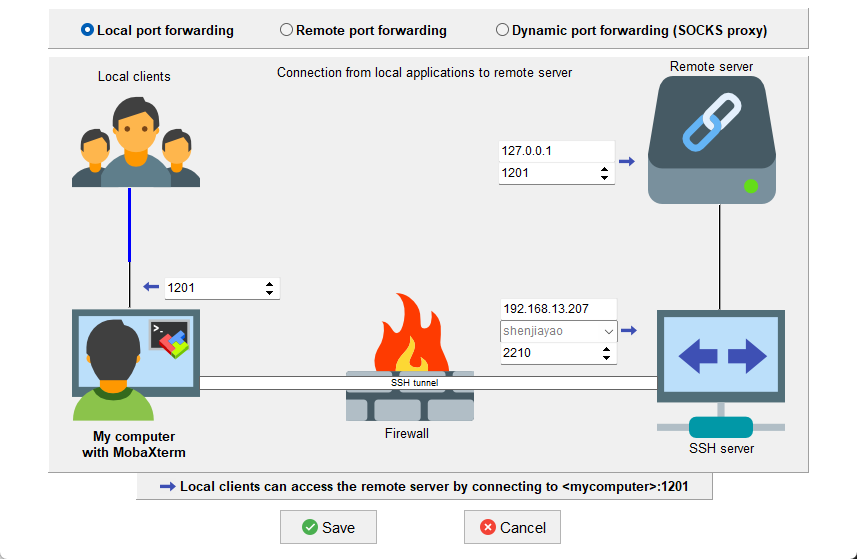 Local port forwarding
Remote port forwarding
Dynamic port forwarding (SOCKS proxy)
Local clients
Connection from local applications to remote server
Remote server
127.0.0.1
1201
1201
192.168.13.207
shenjiayao
2210
SSH tunnel
Firewall
My computer
with MobaXterm
SSH server
Local clients can access the remote server by connecting to <mycomputer>:1201
Save
Cancel